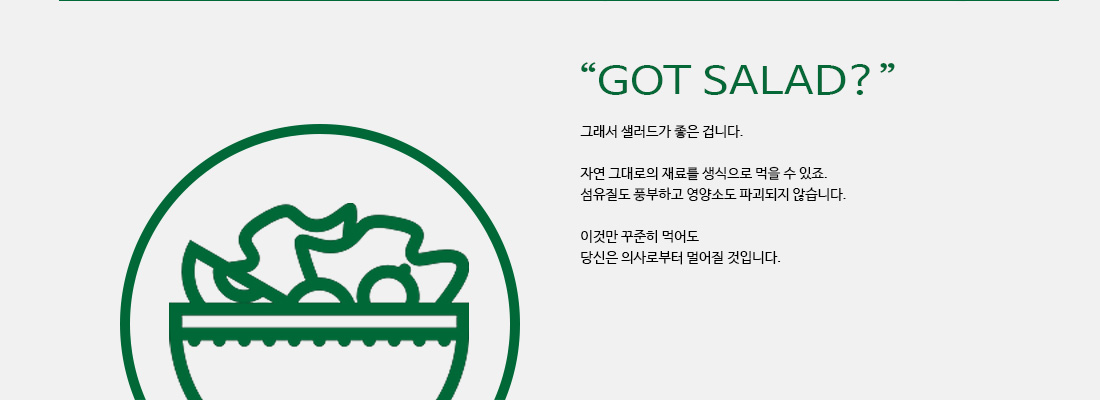 “GOT SALAD?”
그래서 샐러드가 좋은 겁니다.
자연 그대로의 재료를 생식으로 먹을 수 있죠.
섬유질도 풍부하고 영양소도 파괴되지 않습니다.
이것만 꾸준히 먹어도
당신은 의사로부터 멀어질 것입니다.